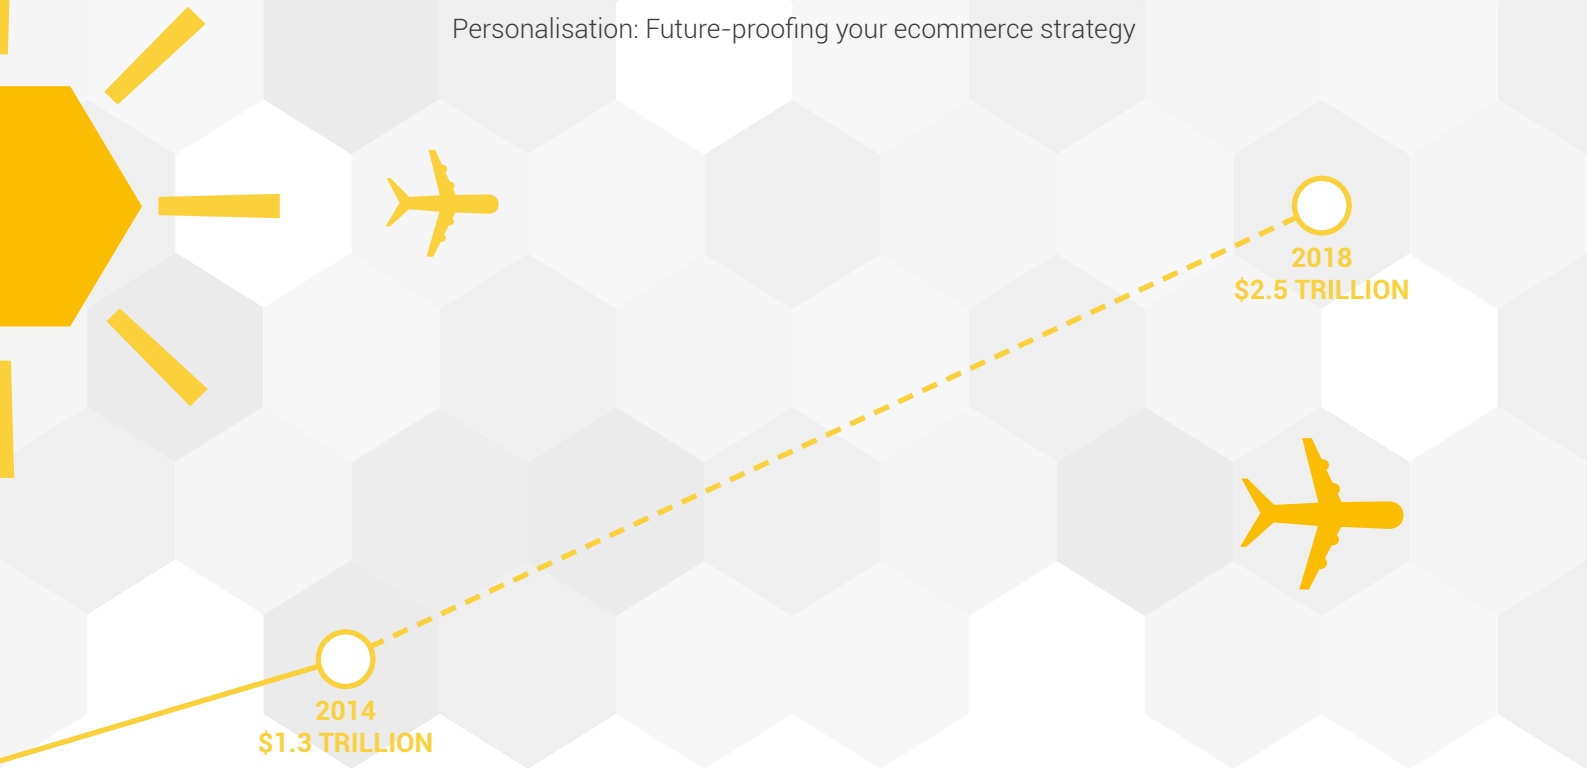 Personalisation: Future-proofing your ecommerce strategy
2018
$2.5 TRILLION
2014
$1.3 TRILLION